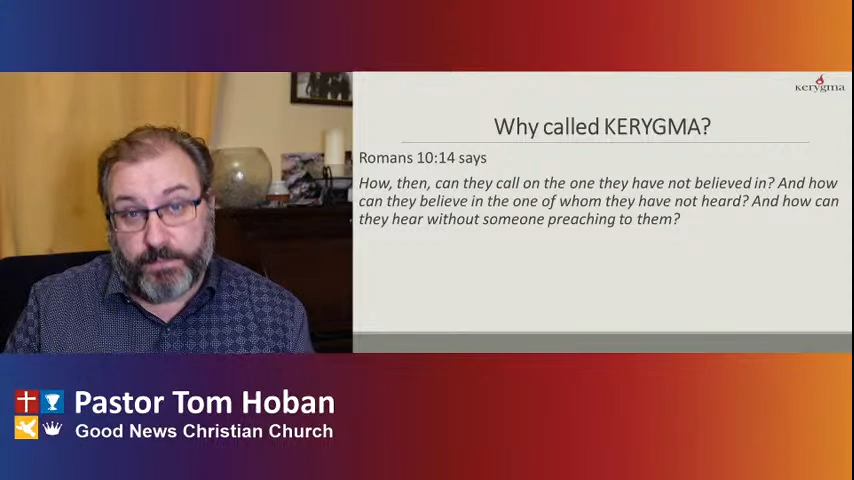 kerygma
Why called KERYGMA?
Romans 10:14 says
How, then, can they call on the one they have not believed in? And how
can they believe in the one of whom they have not heard? And how can
they hear without someone preaching to them?
Pastor Tom Hoban
Good News Christian Church